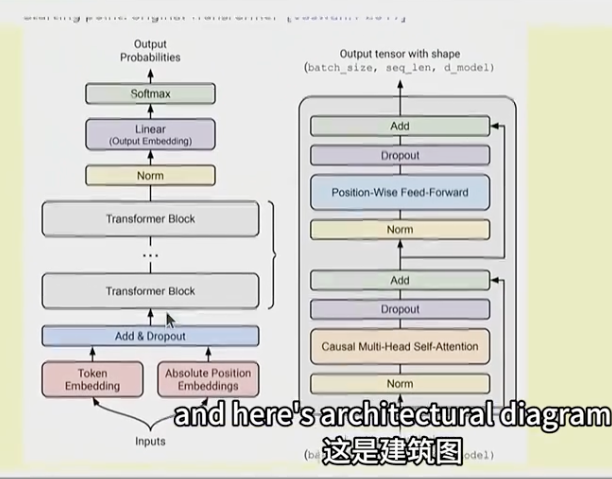 Output
Probabilities
Softmax
Linear
(Output Embedding)
Norm
Transformer Block
...
Transformer Block
Add & Dropout
Token
Embedding
Absolute Position
Embeddings
Inputs
Output tensor with shape
(batch_size, seq_len, d_model)
Add
Dropout
Position-Wise Feed-Forward
Norm
Add
Dropout
Causal Multi-Head Self-Attention
Norm
and here's architectural diagram
这是建筑图